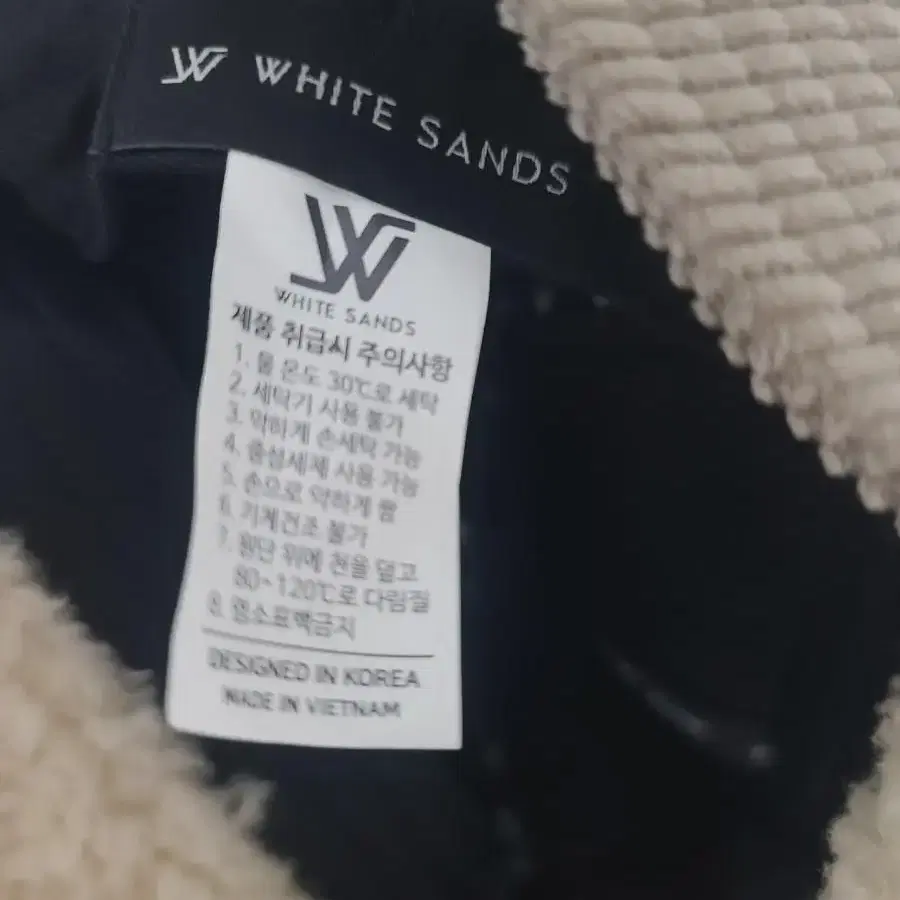 WHITE SANDS
WHITE SANDS
제품 취급시 주의사항
1. 물 온도 30℃로 세탁
2. 세탁기 사용 불가
3. 약하게 손세탁 가능
4. 중성세제 사용 가능
5. 손으로 약하게 짬
6. 기계건조 불가
7. 원단 위에 천을 덮고
80~120℃로 다림질
8. 염소표백금지
DESIGNED IN KOREA
MADE IN VIETNAM